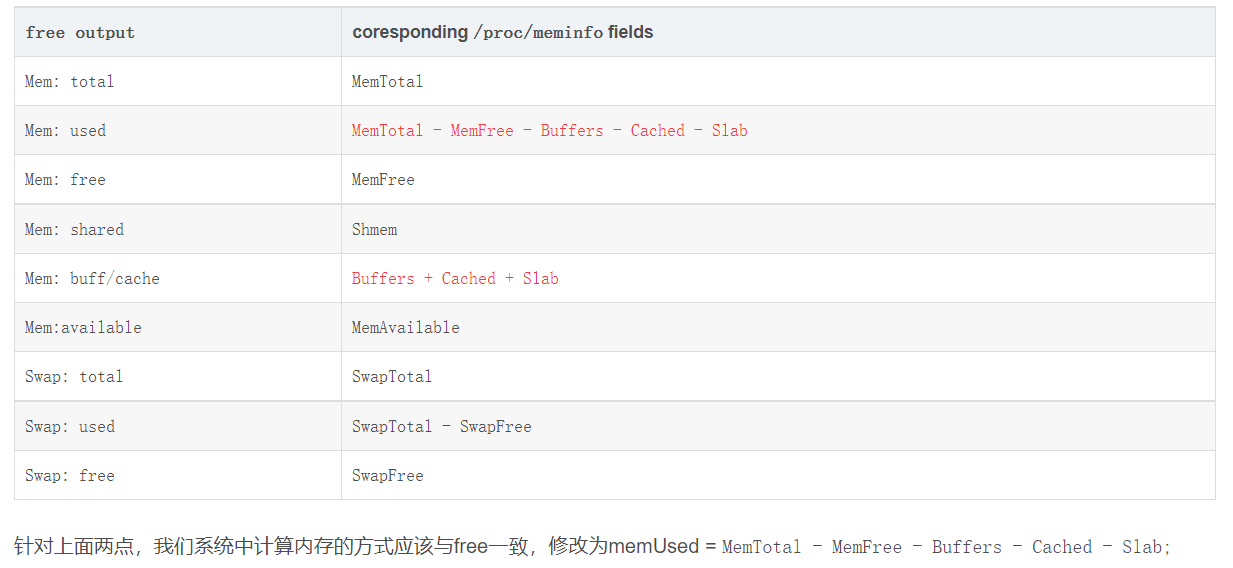 free output coresponding /proc/meminfo fields
Mem: total MemTotal
Mem: used MemTotal - MemFree - Buffers - Cached - Slab
Mem: free MemFree
Mem: shared Shmem
Mem: buff/cache Buffers + Cached + Slab
Mem:available MemAvailable
Swap: total SwapTotal
Swap: used SwapTotal - SwapFree
Swap: free SwapFree
针对上面两点，我们系统中计算内存的方式应该与free一致，修改为memUsed = MemTotal - MemFree - Buffers - Cached - Slab;